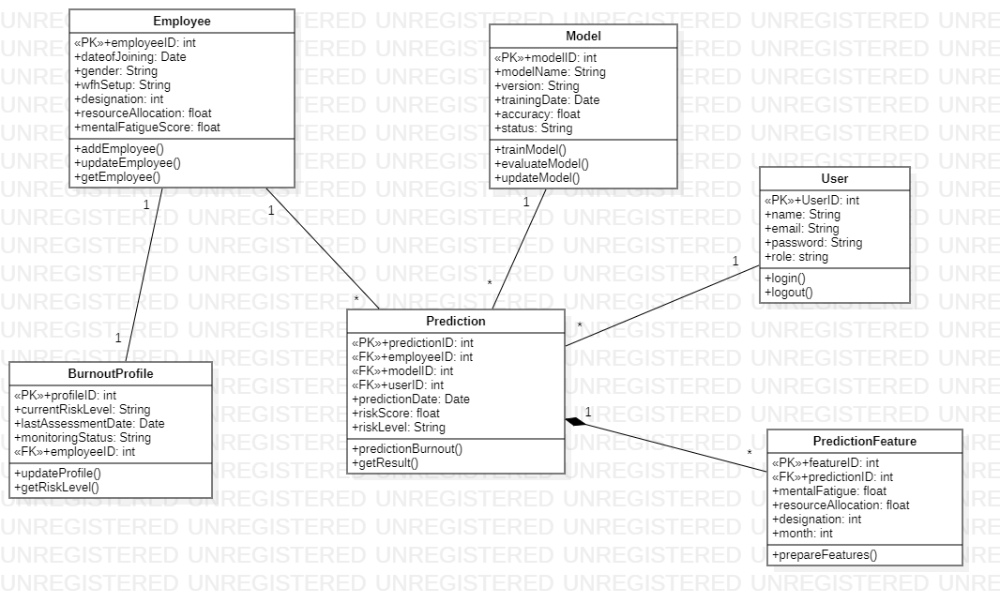 Employee
«PK»+employeeID: int
+dateofJoining: Date
+gender: String
+wfhSetup: String
+designation: int
+resourceAllocation: float
+mentalFatigueScore: float
+addEmployee()
+updateEmployee()
+getEmployee()
Model
«PK»+modelID: int
+modelName: String
+version: String
+trainingDate: Date
+accuracy: float
+status: String
+trainModel()
+evaluateModel()
+updateModel()
User
«PK»+UserID: int
+name: String
+email: String
+password: String
+role: string
+login()
+logout()
1
1
1
1
*
*
*
1
Prediction
«PK»+predictionID: int
«FK»+employeeID: int
«FK»+modelID: int
«FK»+userID: int
+predictionDate: Date
+riskScore: float
+riskLevel: String
+predictionBurnout()
+getResult()
BurnoutProfile
«PK»+profileID: int
+currentRiskLevel: String
+lastAssessmentDate: Date
+monitoringStatus: String
«FK»+employeeID: int
+updateProfile()
+getRiskLevel()
1
*
PredictionFeature
«PK»+featureID: int
«FK»+predictionID: int
+mentalFatigue: float
+resourceAllocation: float
+designation: int
+month: int
+prepareFeatures()
UNREGISTERED